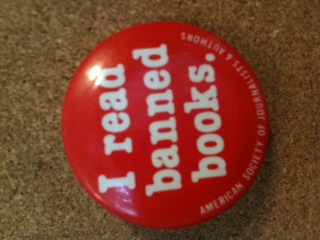 I read
banned
books.
AMERICAN SOCIETY OF JOURNALISTS & AUTHORS